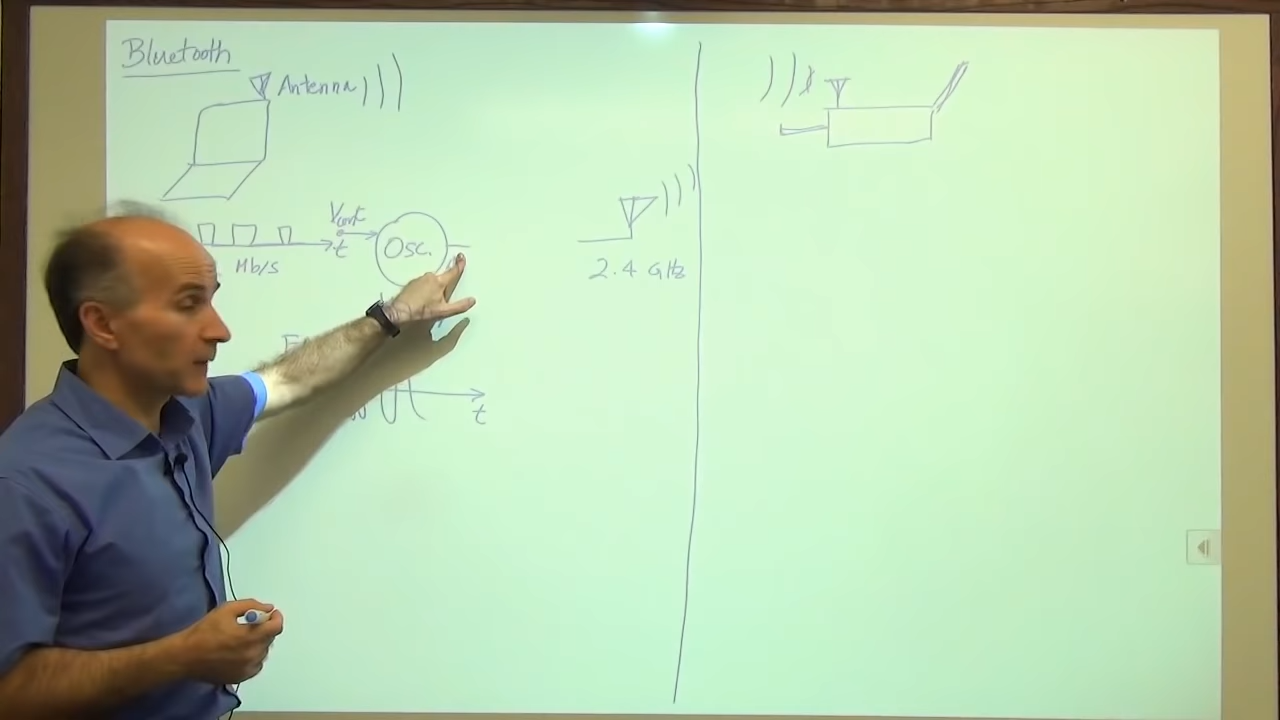 Bluetooth
Antenna
Vcont
t
Osc.
Mb/s
2.4 GHz
t